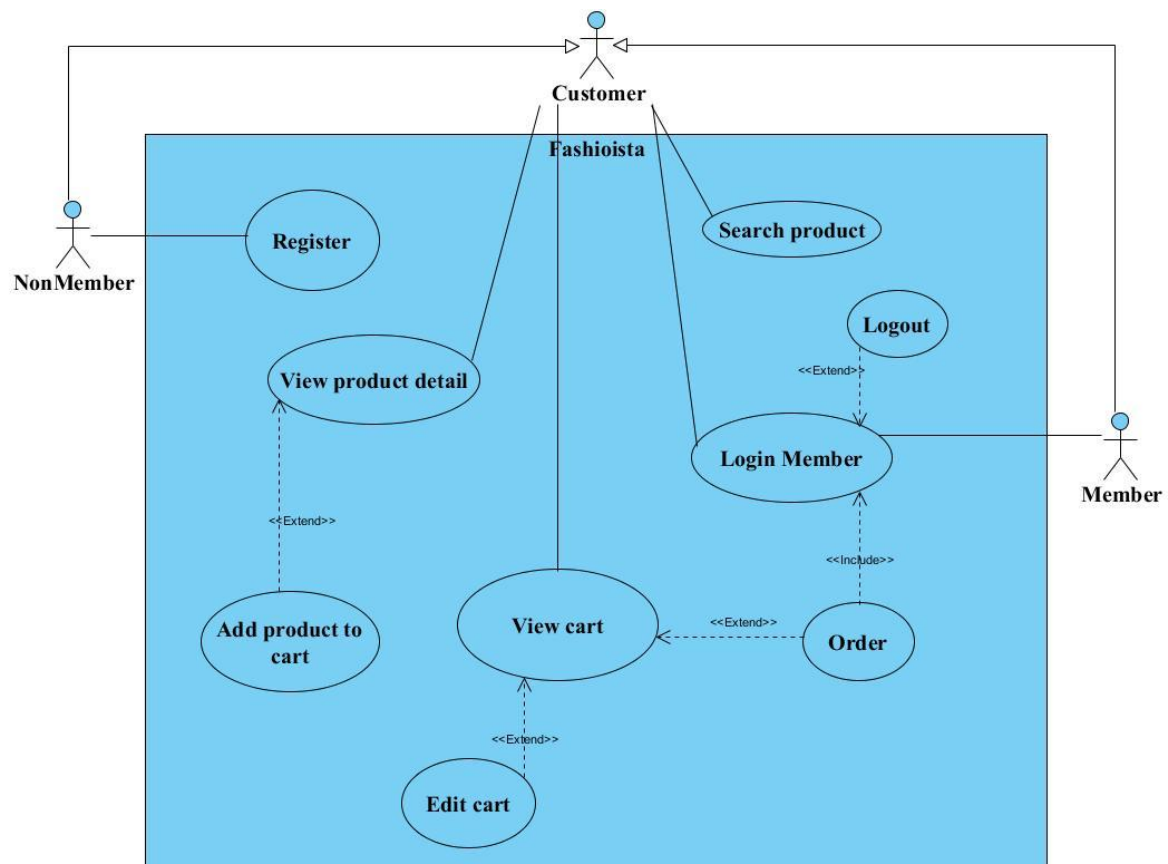 Customer
Fashioista
Search product
Register
NonMember
Logout
View product detail
<<Extend>>
Login Member
Member
<<Extend>>
<<Include>>
Add product to
cart
View cart
<<Extend>>
Order
<<Extend>>
Edit cart